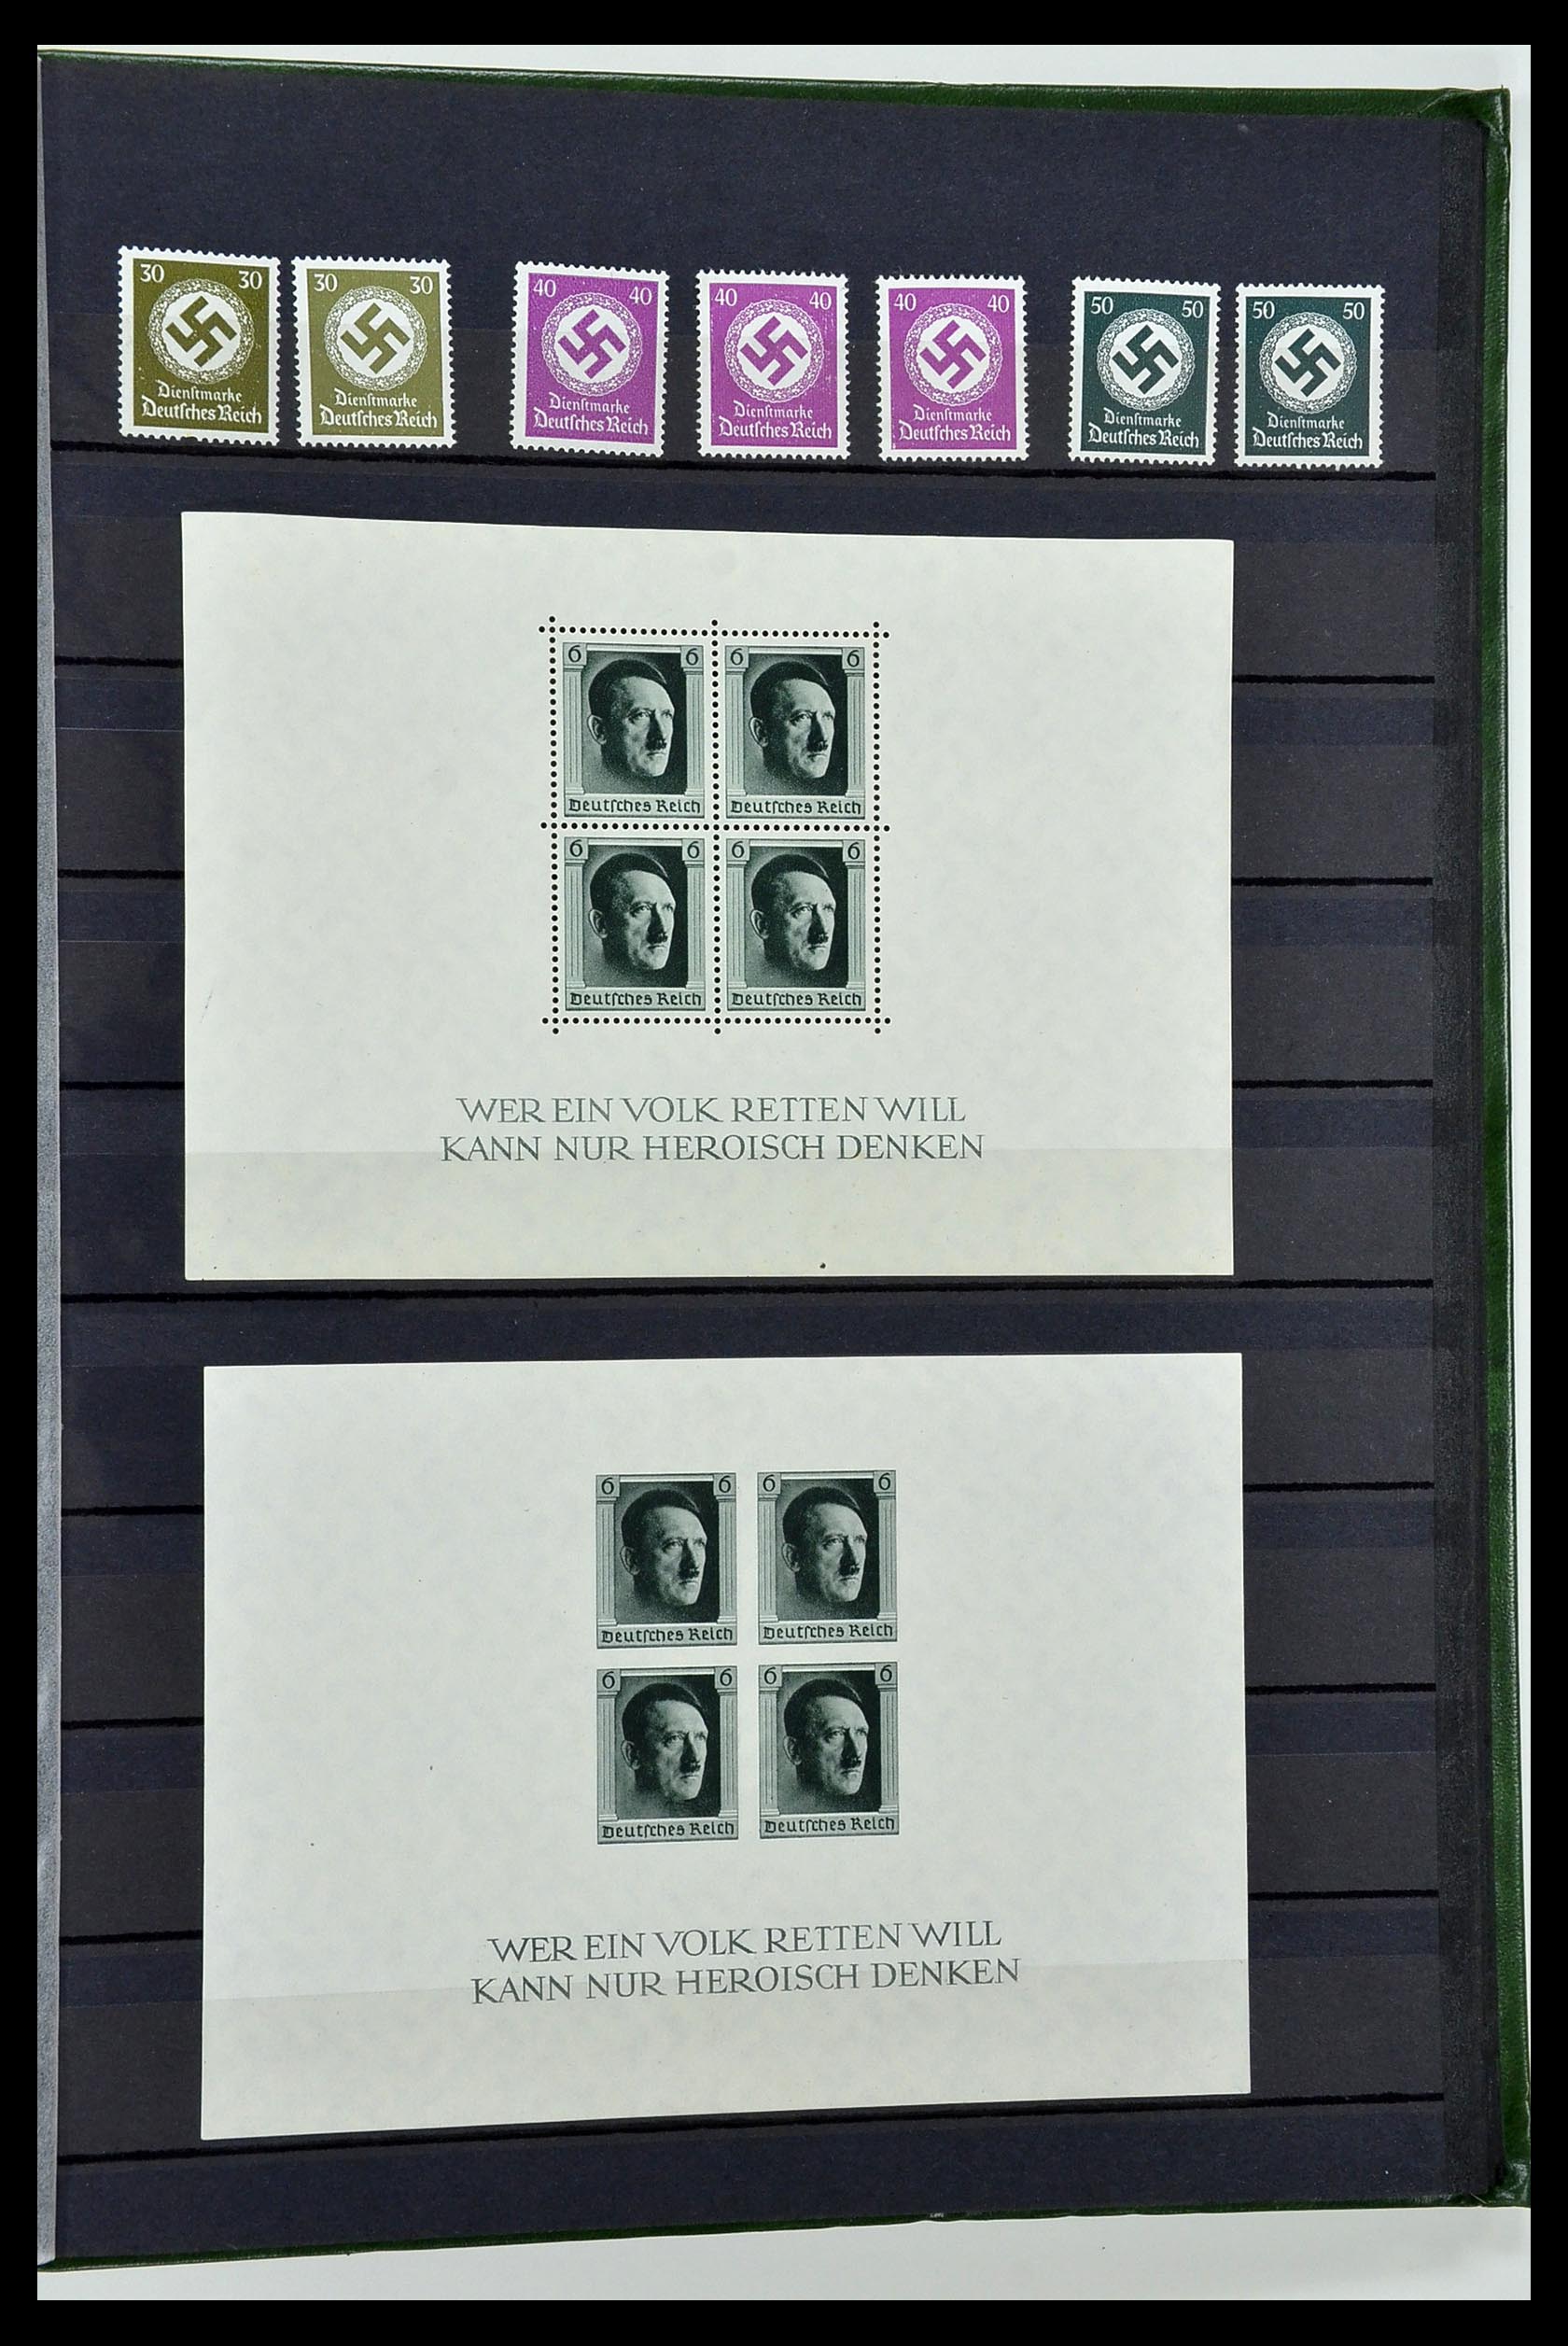 30 30
Dienstmarke
Deutsches Reich
30 30
Dienstmarke
Deutsches Reich
40 40
Dienstmarke
Deutsches Reich
40 40
Dienstmarke
Deutsches Reich
40 40
Dienstmarke
Deutsches Reich
50 50
Dienstmarke
Deutsches Reich
50 50
Dienstmarke
Deutsches Reich
6 6
Deutsches Reich
6 6
Deutsches Reich
6 6
Deutsches Reich
6 6
Deutsches Reich
WER EIN VOLK RETTEN WILL
KANN NUR HEROISCH DENKEN
6 6
Deutsches Reich
6 6
Deutsches Reich
6 6
Deutsches Reich
6 6
Deutsches Reich
WER EIN VOLK RETTEN WILL
KANN NUR HEROISCH DENKEN